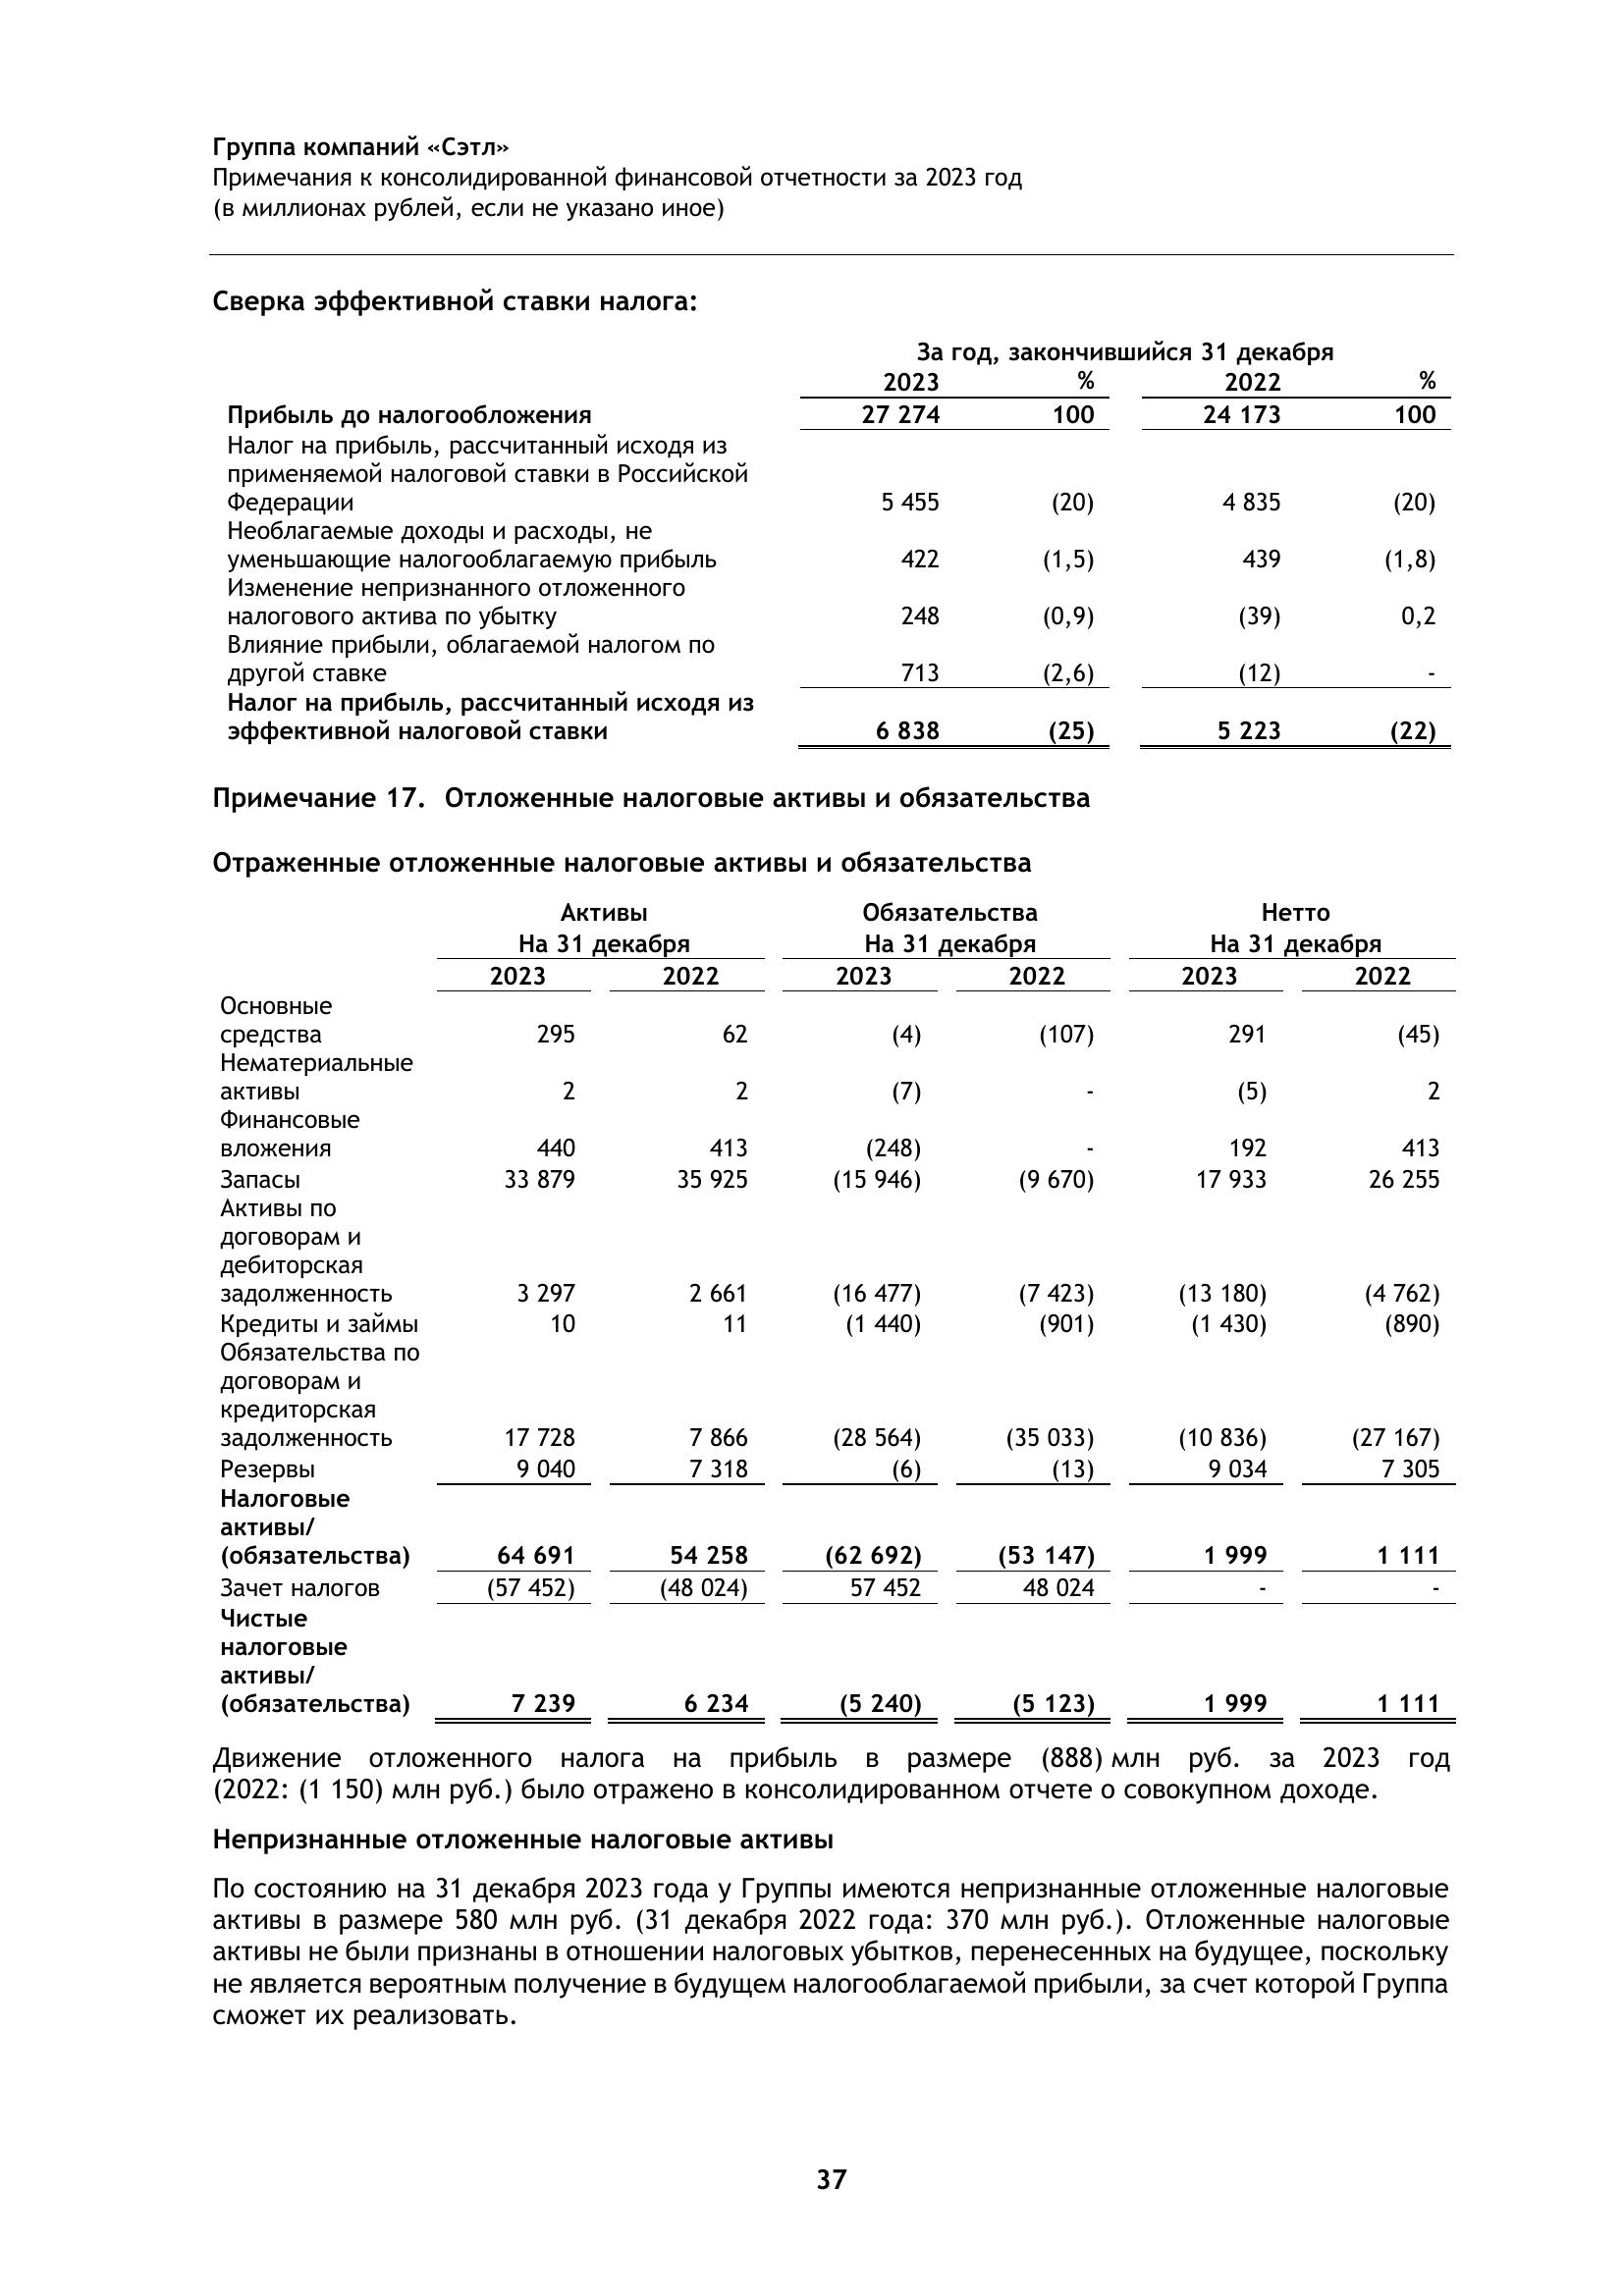 Группа компаний «Сэтл»
Примечания к консолидированной финансовой отчетности за 2023 год
(в миллионах рублей, если не указано иное)
Сверка эффективной ставки налога:
За год, закончившийся 31 декабря
2023 % 2022 %
Прибыль до налогообложения 27 274 100 24 173 100
Налог на прибыль, рассчитанный исходя из
применяемой налоговой ставки в Российской
Федерации 5 455 (20) 4 835 (20)
Необлагаемые доходы и расходы, не
уменьшающие налогооблагаемую прибыль 422 (1,5) 439 (1,8)
Изменение непризнанного отложенного
налогового актива по убытку 248 (0,9) (39) 0,2
Влияние прибыли, облагаемой налогом по
другой ставке 713 (2,6) (12) -
Налог на прибыль, рассчитанный исходя из
эффективной налоговой ставки 6 838 (25) 5 223 (22)
Примечание 17. Отложенные налоговые активы и обязательства
Отраженные отложенные налоговые активы и обязательства
Активы Обязательства Нетто
На 31 декабря На 31 декабря На 31 декабря
2023 2022 2023 2022 2023 2022
Основные
средства 295 62 (4) (107) 291 (45)
Нематериальные
активы 2 2 (7) - (5) 2
Финансовые
вложения 440 413 (248) - 192 413
Запасы 33 879 35 925 (15 946) (9 670) 17 933 26 255
Активы по
договорам и
дебиторская
задолженность 3 297 2 661 (16 477) (7 423) (13 180) (4 762)
Кредиты и займы 10 11 (1 440) (901) (1 430) (890)
Обязательства по
договорам и
кредиторская
задолженность 17 728 7 866 (28 564) (35 033) (10 836) (27 167)
Резервы 9 040 7 318 (6) (13) 9 034 7 305
Налоговые
активы/
(обязательства) 64 691 54 258 (62 692) (53 147) 1 999 1 111
Зачет налогов (57 452) (48 024) 57 452 48 024 - -
Чистые
налоговые
активы/
(обязательства) 7 239 6 234 (5 240) (5 123) 1 999 1 111
Движение отложенного налога на прибыль в размере (888) млн руб. за 2023 год
(2022: (1 150) млн руб.) было отражено в консолидированном отчете о совокупном доходе.
Непризнанные отложенные налоговые активы
По состоянию на 31 декабря 2023 года у Группы имеются непризнанные отложенные налоговые
активы в размере 580 млн руб. (31 декабря 2022 года: 370 млн руб.). Отложенные налоговые
активы не были признаны в отношении налоговых убытков, перенесенных на будущее, поскольку
не является вероятным получение в будущем налогооблагаемой прибыли, за счет которой Группа
сможет их реализовать.
37